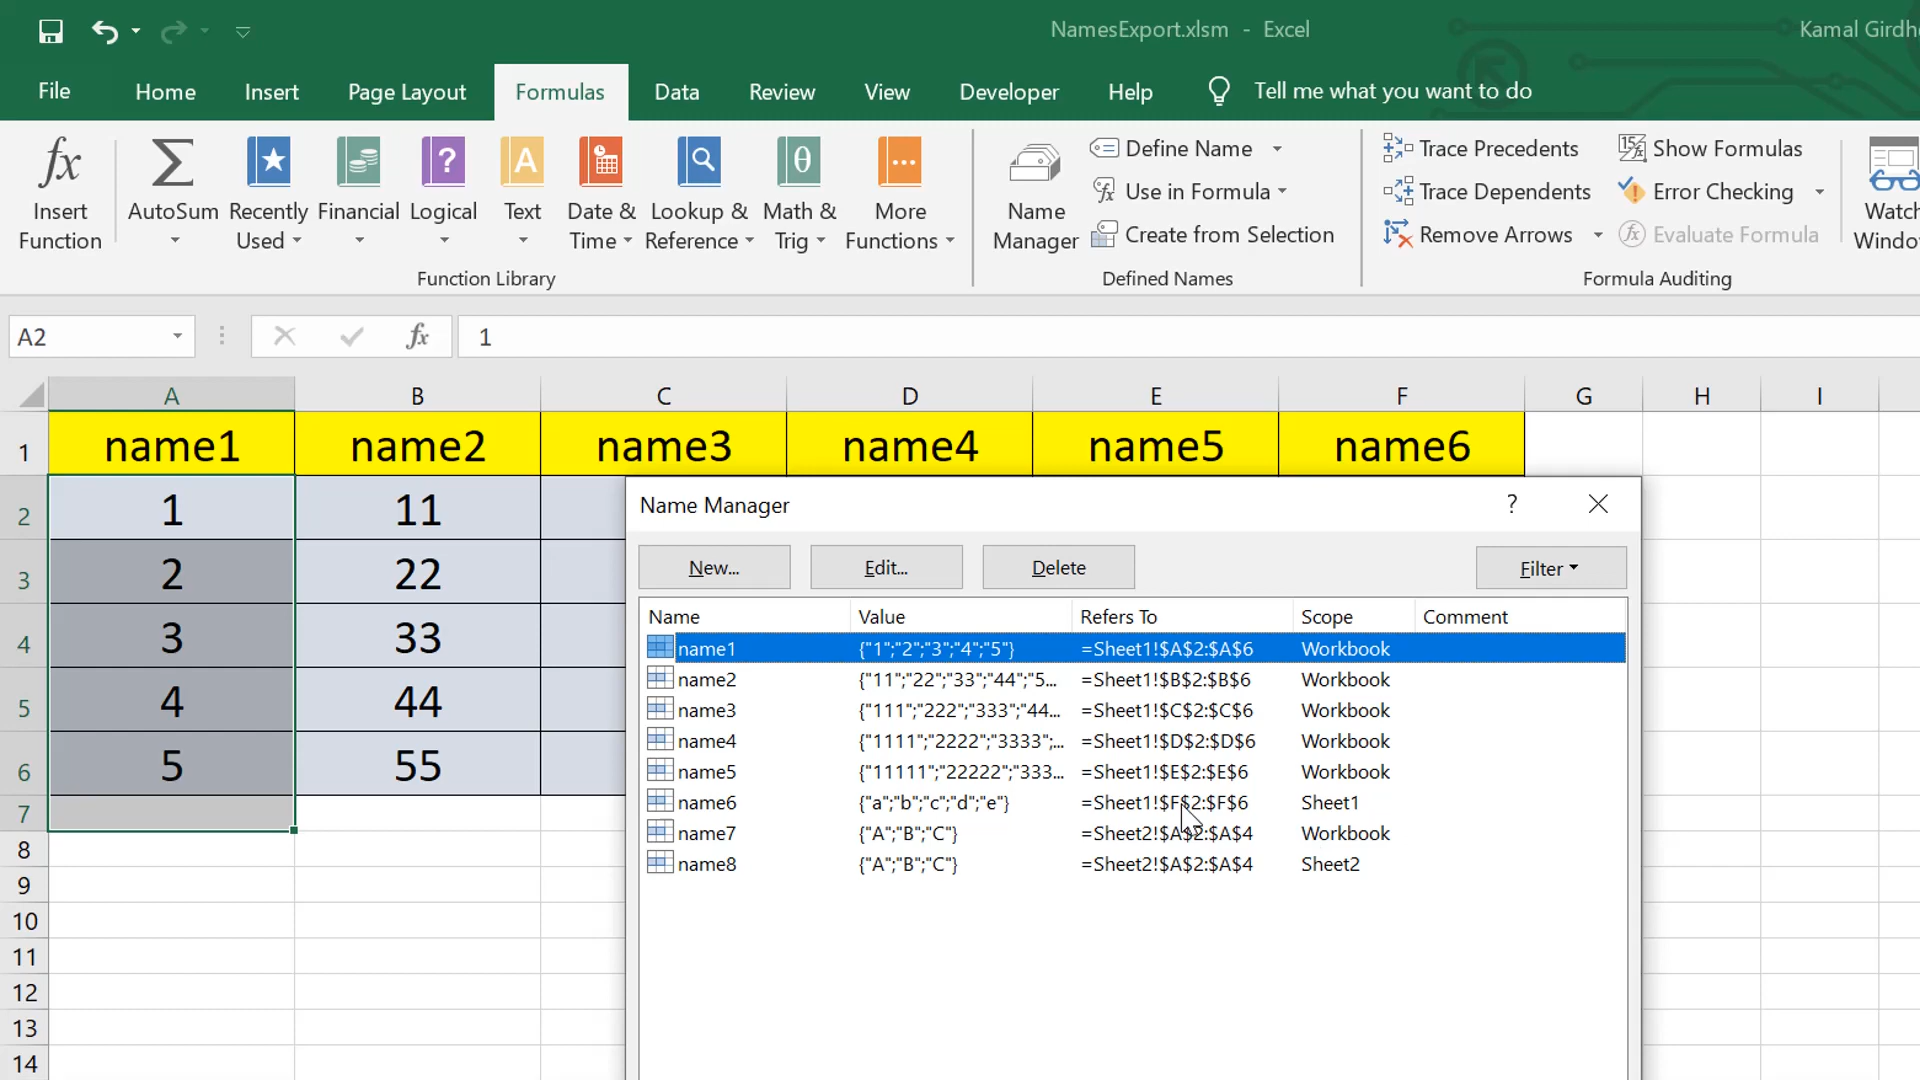 NamesExport.xlsm - Excel
File Home Insert Page Layout Formulas Data Review View Developer Help Tell me what you want to do
Insert Function
AutoSum
Recently Used
Financial
Logical
Text
Date & Time
Lookup & Reference
Math & Trig
More Functions
Function Library
Name Manager
Define Name
Use in Formula
Create from Selection
Defined Names
Trace Precedents
Trace Dependents
Remove Arrows
Show Formulas
Error Checking
Evaluate Formula
Formula Auditing
Watch
A2 fx 1
A B C D E F G H I
1 name1 name2 name3 name4 name5 name6
2 1 11
3 2 22
4 3 33
5 4 44
6 5 55
7
8
9
10
11
12
13
14
Name Manager ?
New... Edit... Delete Filter
Name Value Refers To Scope Comment
name1 {"1";"2";"3";"4";"5"} =Sheet1!$A$2:$A$6 Workbook
name2 {"11";"22";"33";"44";"5... =Sheet1!$B$2:$B$6 Workbook
name3 {"111";"222";"333";"44... =Sheet1!$C$2:$C$6 Workbook
name4 {"1111";"2222";"3333";... =Sheet1!$D$2:$D$6 Workbook
name5 {"11111";"22222";"333... =Sheet1!$E$2:$E$6 Workbook
name6 {"a";"b";"c";"d";"e"} =Sheet1!$F$2:$F$6 Sheet1
name7 {"A";"B";"C"} =Sheet2!$A$2:$A$4 Workbook
name8 {"A";"B";"C"} =Sheet2!$A$2:$A$4 Sheet2